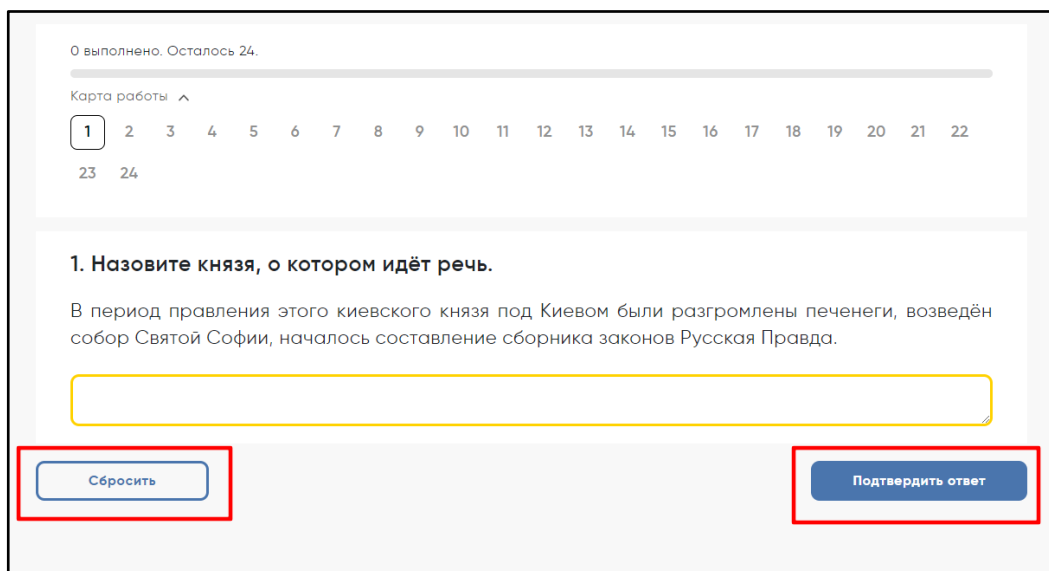 0 выполнено. Осталось 24.
Карта работы
1 2 3 4 5 6 7 8 9 10 11 12 13 14 15 16 17 18 19 20 21 22
23 24
1. Назовите князя, о котором идёт речь.
В период правления этого киевского князя под Киевом были разгромлены печенеги, возведён
собор Святой Софии, началось составление сборника законов Русская Правда.
Сбросить
Подтвердить ответ